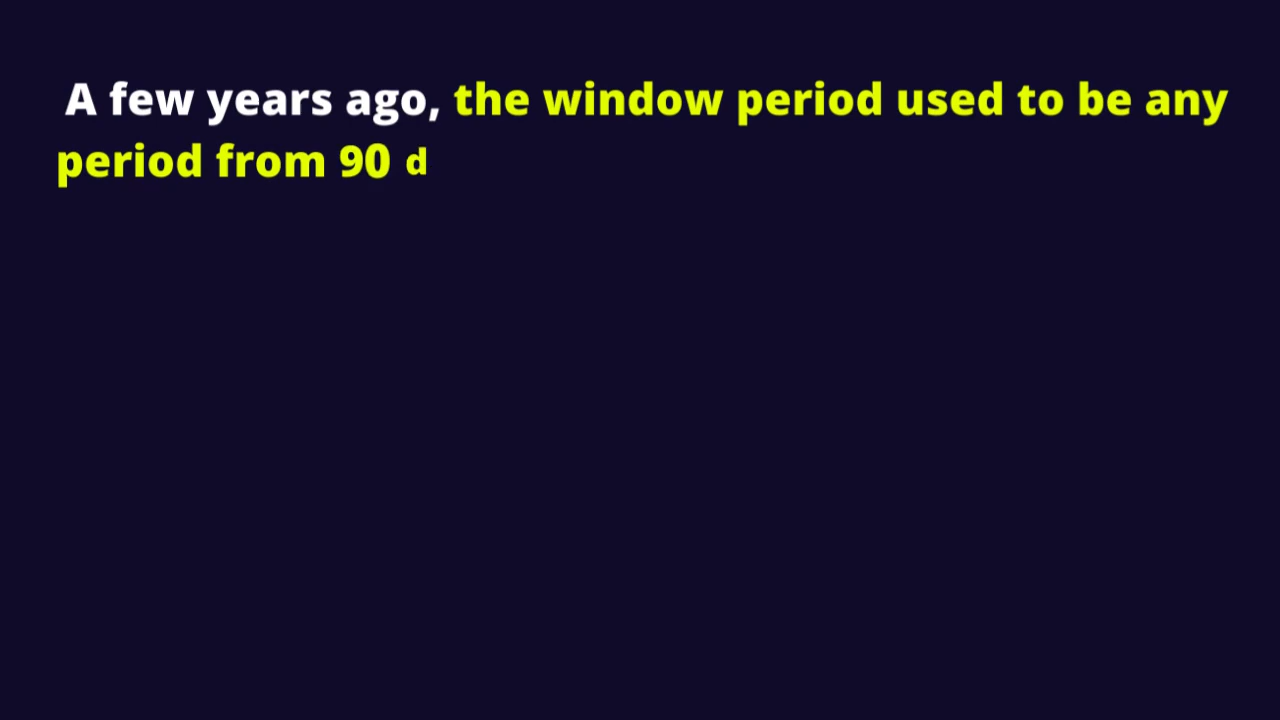 A few years ago, the window period used to be any
period from 90 d